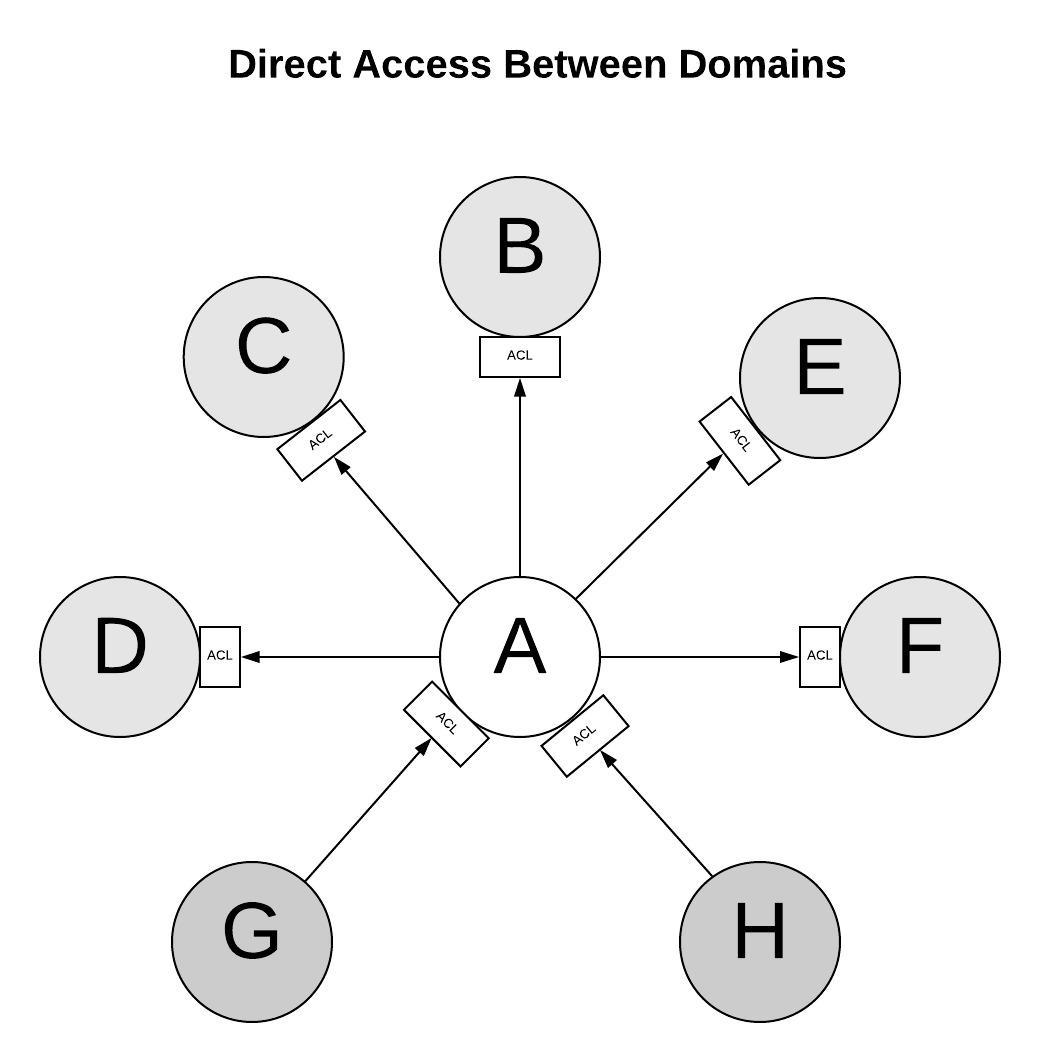 Direct Access Between Domains
B
ACL
C
ACL
E
ACL
D
ACL
A
ACL
F
ACL
ACL
G
H